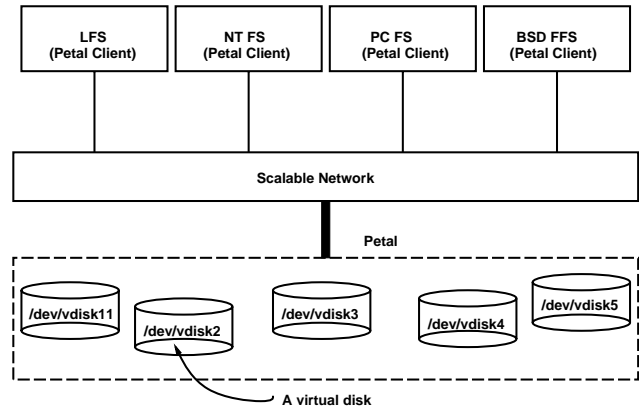 LFS
(Petal Client)
NT FS
(Petal Client)
PC FS
(Petal Client)
BSD FFS
(Petal Client)
Scalable Network
Petal
/dev/vdisk11
/dev/vdisk2
/dev/vdisk3
/dev/vdisk4
/dev/vdisk5
A virtual disk